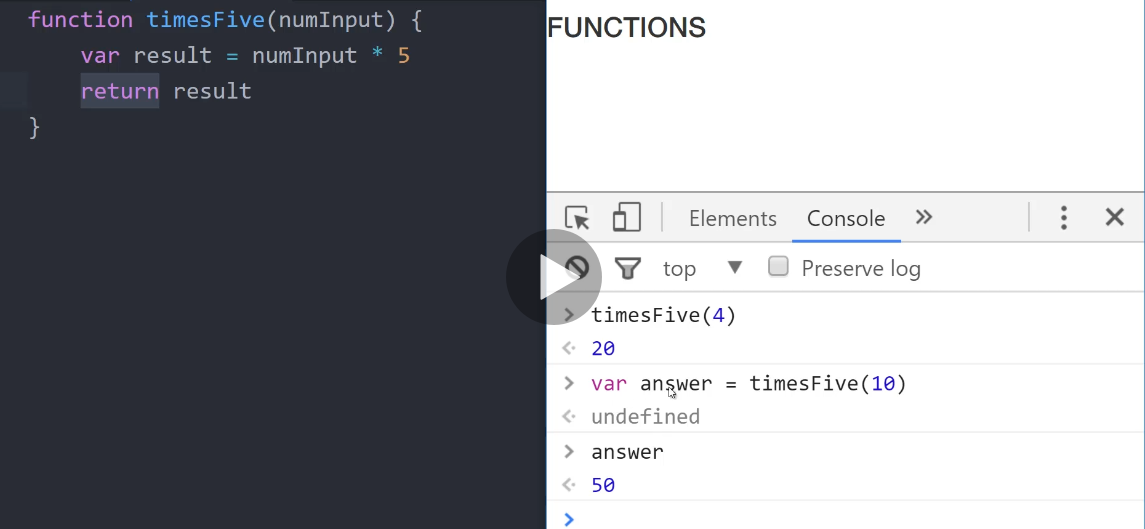 function timesFive(numInput) {
    var result = numInput * 5
    return result
}
FUNCTIONS
Elements Console »
top ▼ Preserve log
> timesFive(4)
20
> var answer = timesFive(10)
undefined
> answer
50
>